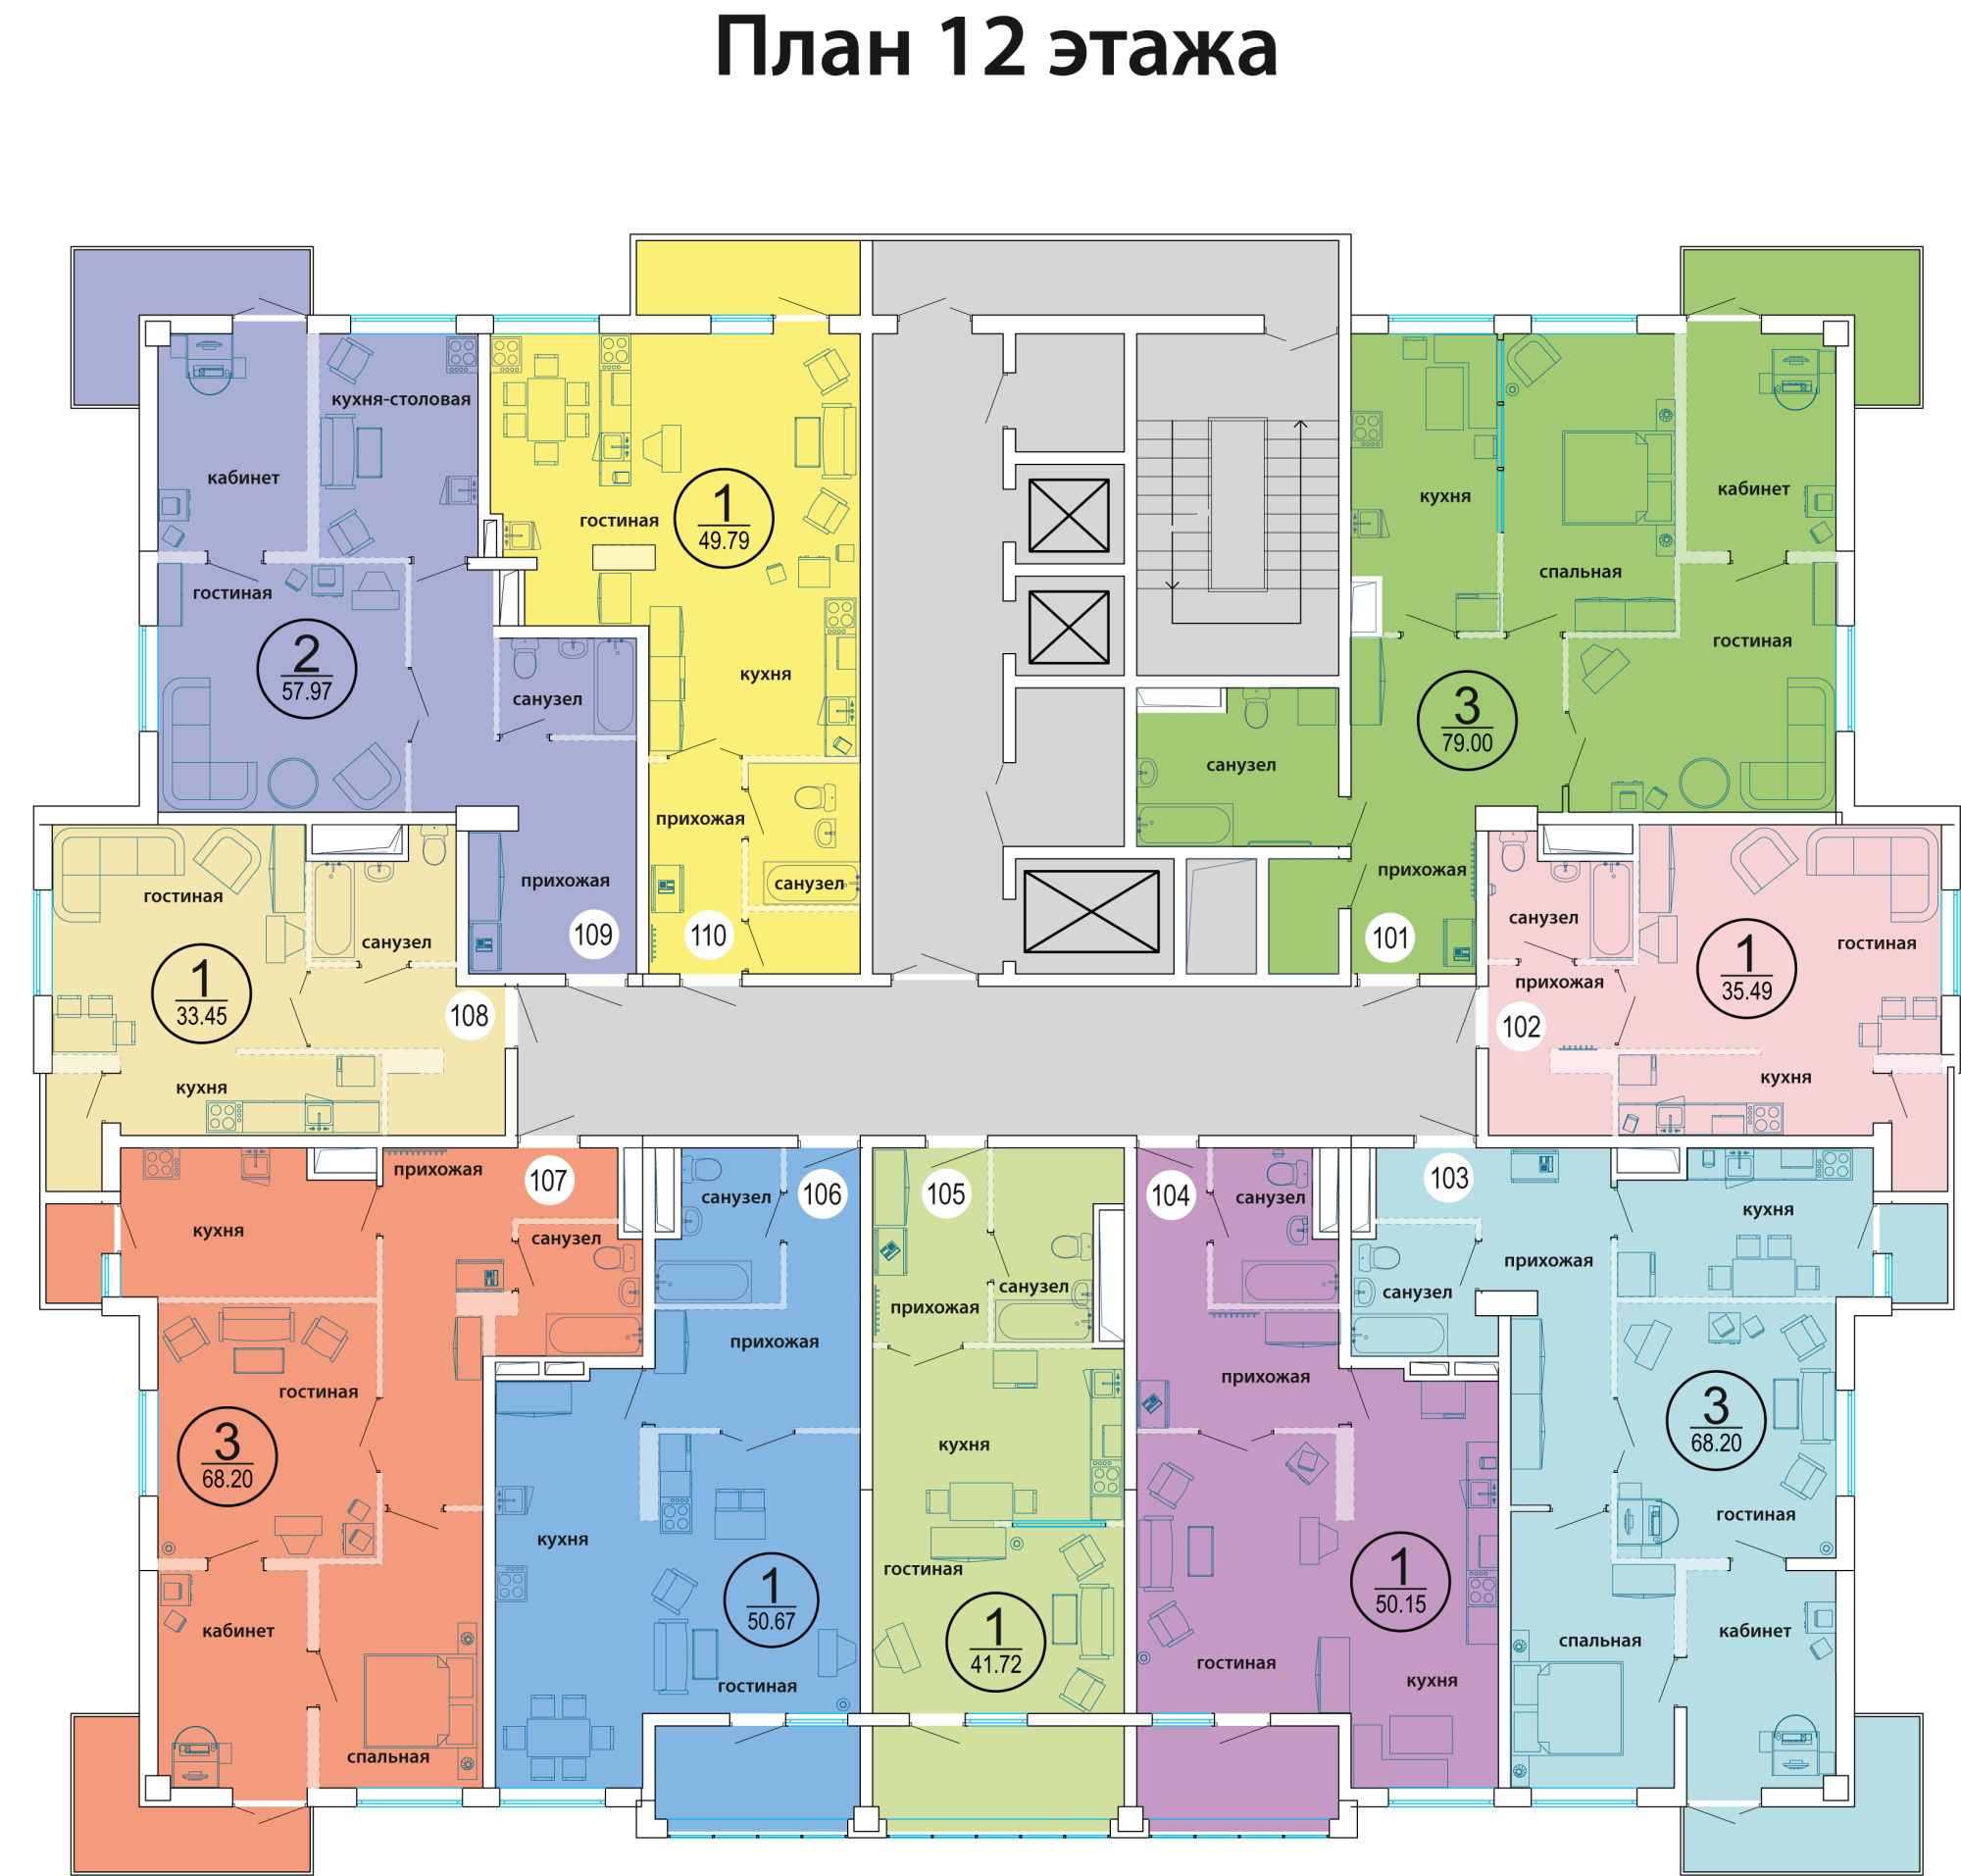 План 12 этажа
кухня-столовая
кабинет
гостиная
2
57.97
санузел
прихожая
109
гостиная
1
49.79
кухня
прихожая
санузел
110
кухня
спальная
кабинет
гостиная
3
79.00
санузел
прихожая
101
гостиная
санузел
1
33.45
108
кухня
санузел
прихожая
гостиная
1
35.49
102
кухня
прихожая
107
кухня
санузел
гостиная
3
68.20
кабинет
спальная
санузел
106
прихожая
кухня
1
50.67
гостиная
105
санузел
прихожая
кухня
гостиная
1
41.72
104
санузел
прихожая
1
50.15
гостиная
кухня
103
кухня
прихожая
санузел
3
68.20
гостиная
спальная
кабинет